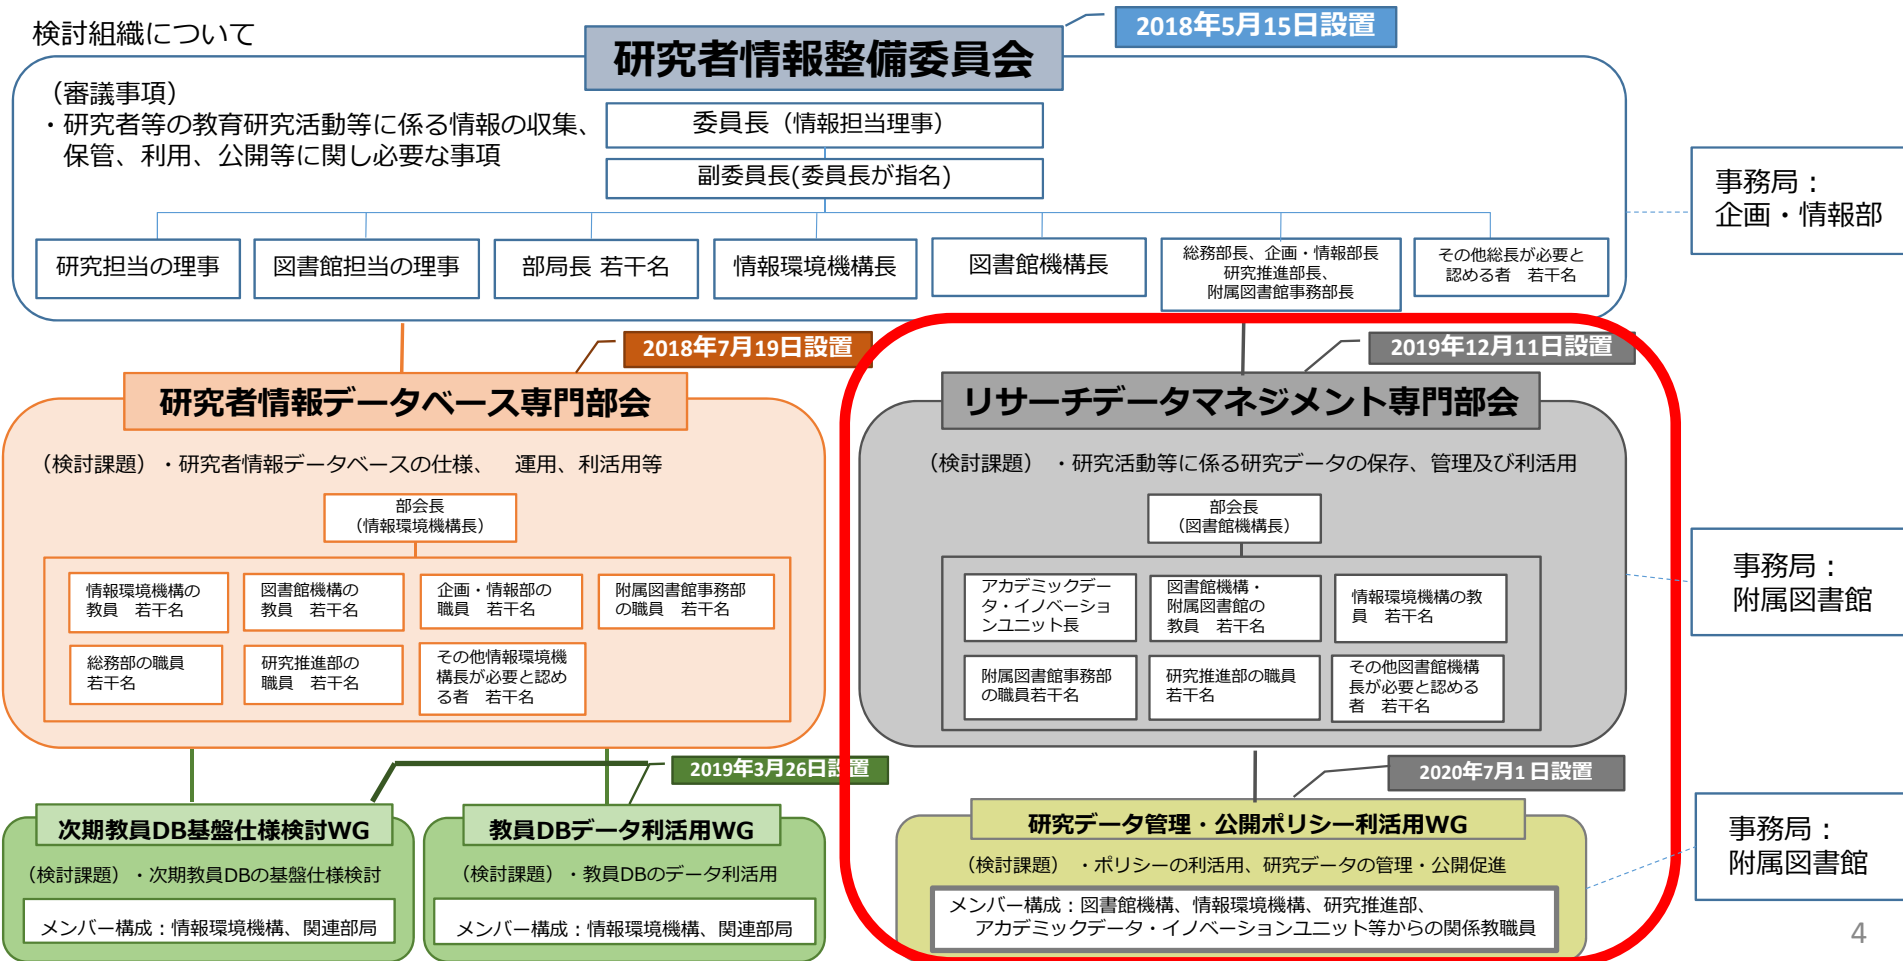 検討組織について
2018年5月15日設置
研究者情報整備委員会
（審議事項）
・研究者等の教育研究活動等に係る情報の収集、
保管、利用、公開等に関し必要な事項
委員長（情報担当理事）
副委員長(委員長が指名)
事務局：
企画・情報部
研究担当の理事
図書館担当の理事
部局長 若干名
情報環境機構長
図書館機構長
総務部長、企画・情報部長
研究推進部長、
附属図書館事務部長
その他総長が必要と
認める者　若干名
2018年7月19日設置
研究者情報データベース専門部会
（検討課題）・研究者情報データベースの仕様、　運用、利活用等
部会長
（情報環境機構長）
情報環境機構の
教員　若干名
図書館機構の
教員　若干名
企画・情報部の
職員　若干名
附属図書館事務部
の職員　若干名
総務部の職員
若干名
研究推進部の
職員　若干名
その他情報環境機
構長が必要と認め
る者　若干名
2019年12月11日設置
リサーチデータマネジメント専門部会
（検討課題）・研究活動等に係る研究データの保存、管理及び利活用
部会長
（図書館機構長）
アカデミックデー
タ・イノベーショ
ンユニット長
図書館機構・
附属図書館の
教員　若干名
情報環境機構の教
員　若干名
附属図書館事務部
の職員若干名
研究推進部の職員
若干名
その他図書館機構
長が必要と認める
者　若干名
事務局：
附属図書館
2019年3月26日設置
次期教員DB基盤仕様検討WG
（検討課題）・次期教員DBの基盤仕様検討
メンバー構成：情報環境機構、関連部局
教員DBデータ利活用WG
（検討課題）・教員DBのデータ利活用
メンバー構成：情報環境機構、関連部局
2020年7月1日設置
研究データ管理・公開ポリシー利活用WG
（検討課題）・ポリシーの利活用、研究データの管理・公開促進
メンバー構成：図書館機構、情報環境機構、研究推進部、
アカデミックデータ・イノベーションユニット等からの関係教職員
事務局：
附属図書館
4